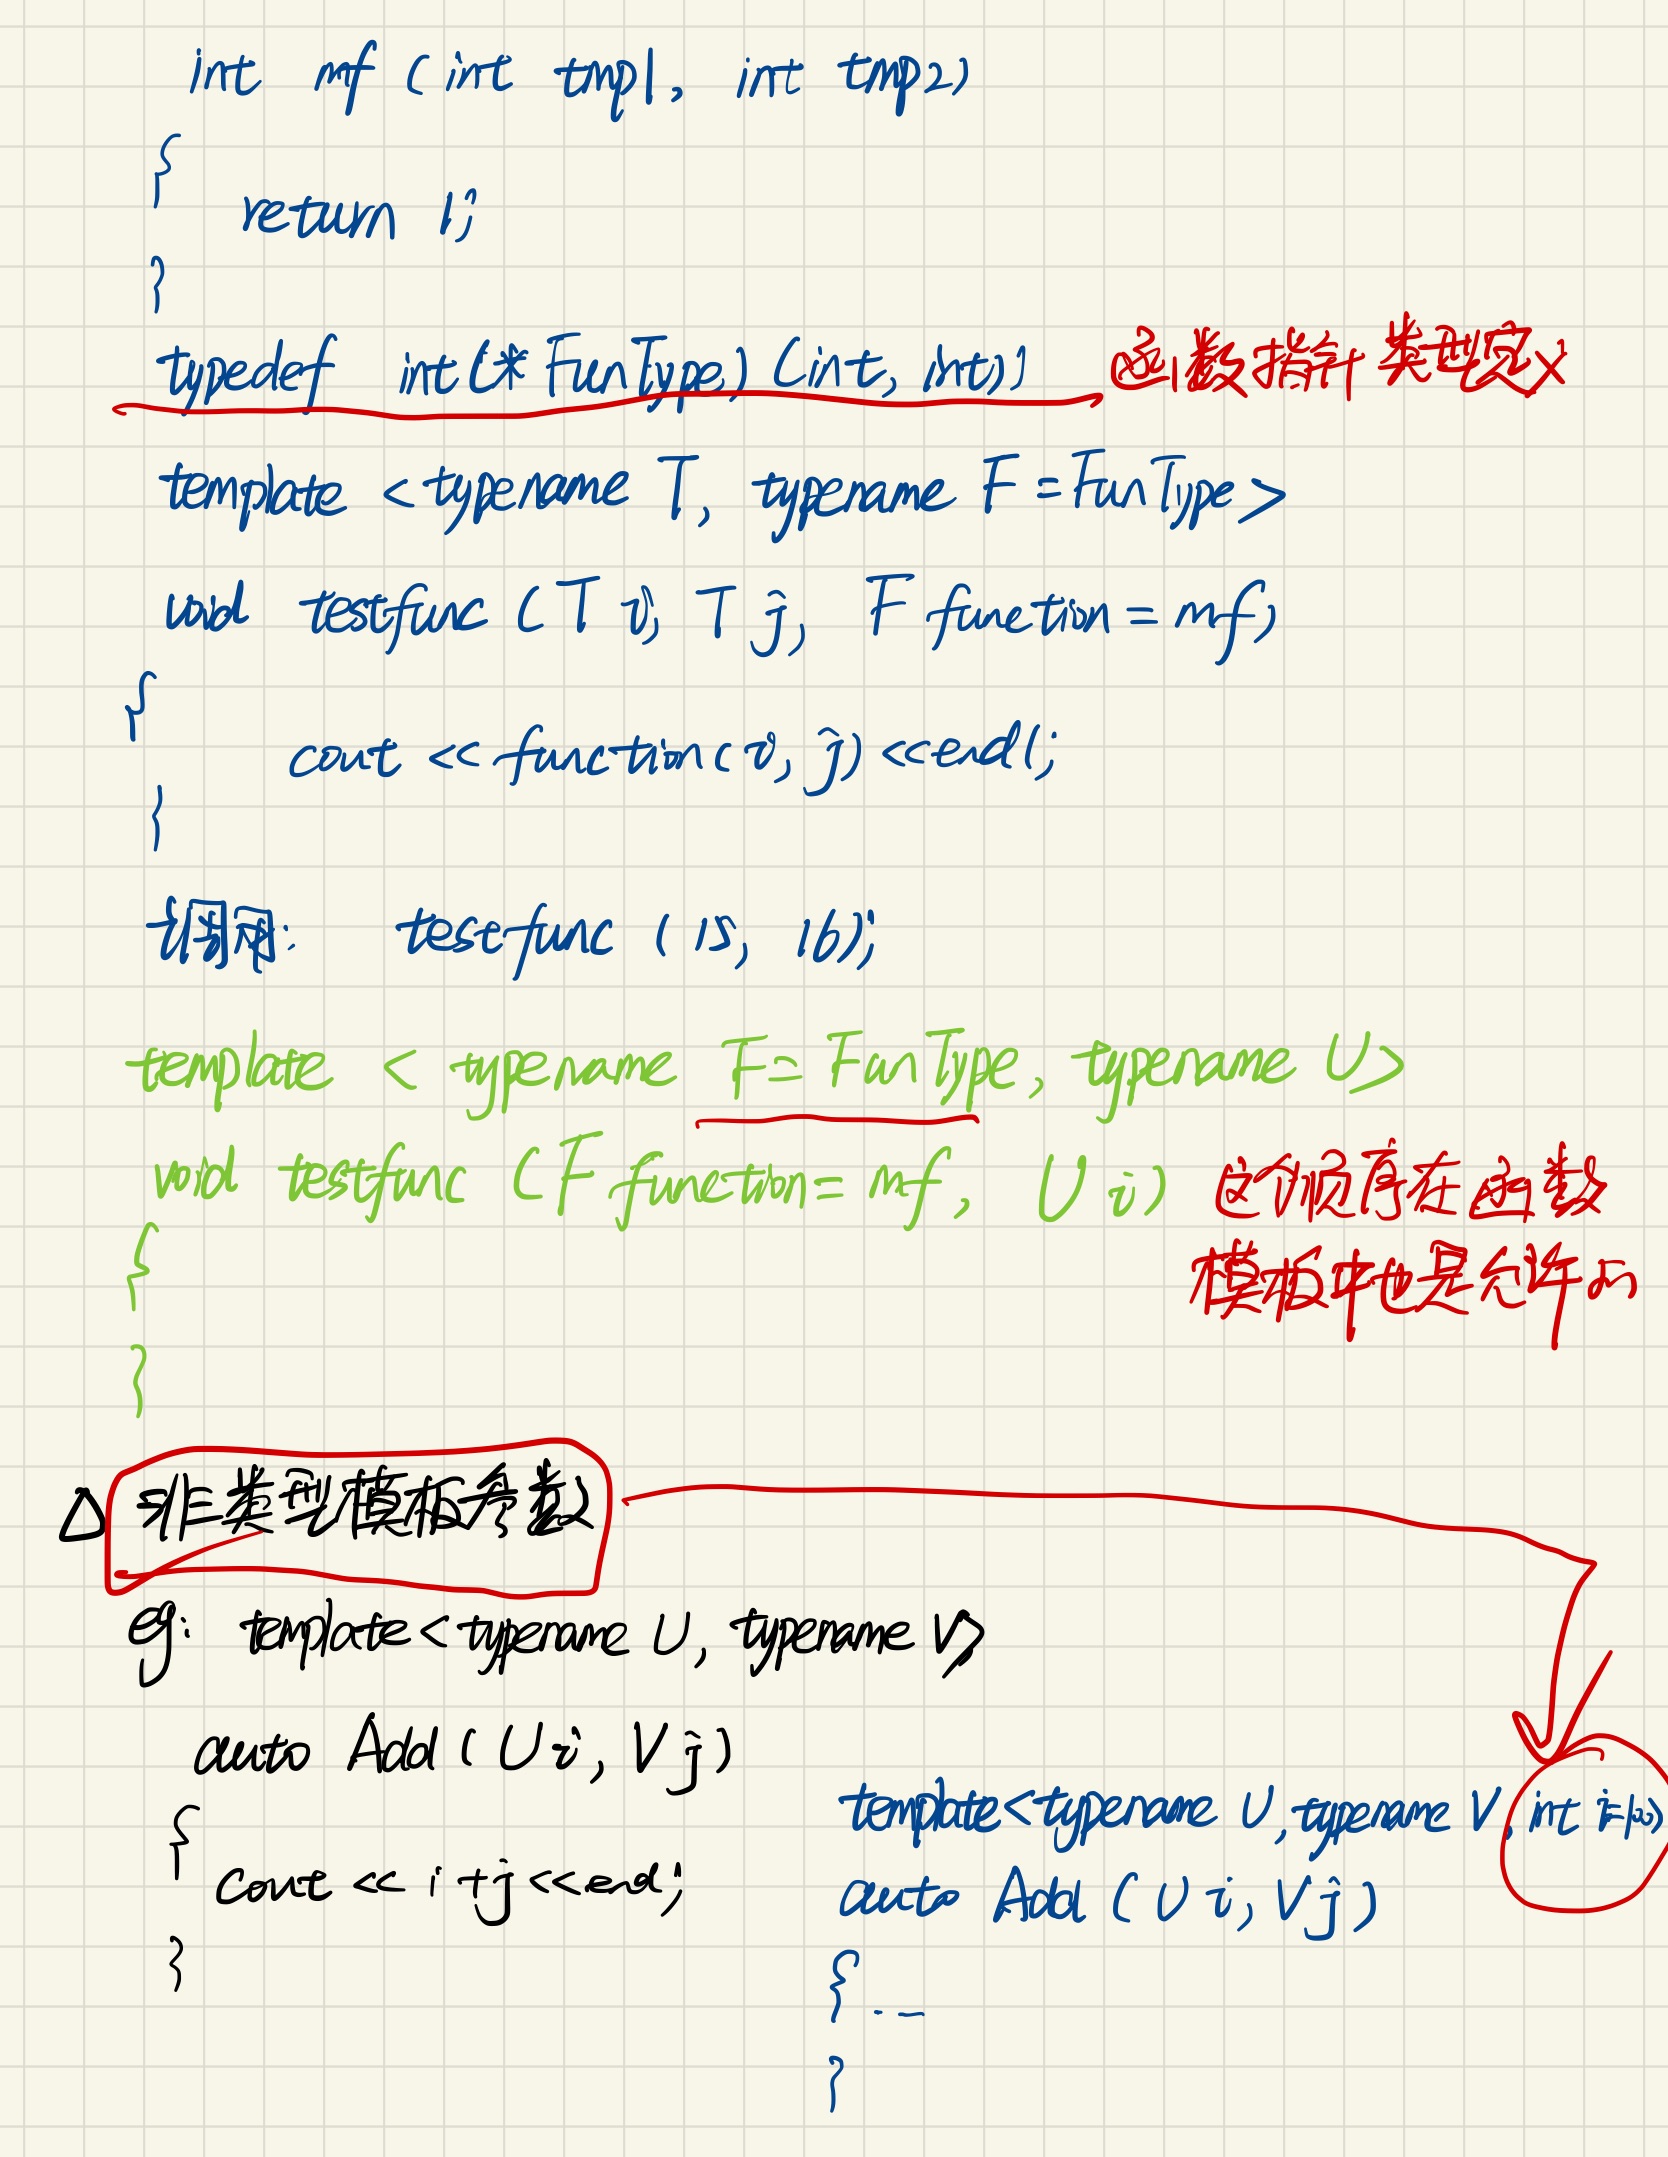 int mf (int tmp1, int tmp2)
{
return 1;
}
typedef int(* FunType) (int, int);
函数指针类型定义
template <typename T, typename F = FunType>
void testfunc (T i, T j, F function = mf)
{
cout << function(i, j) <<endl;
}
调用: testfunc (15, 16);
template < typename F= FunType, typename U>
void testfunc (F function= mf, U i)
这个顺序在函数
模板中也是允许的
{
}
△ 非类型模板参数
eg: template<typename U, typename V>
auto Add ( U i, V j )
{
cout << i +j <<end;
}
template<typename U, typename V, int i=100>
auto Add ( U i, V j )
{ ...
}